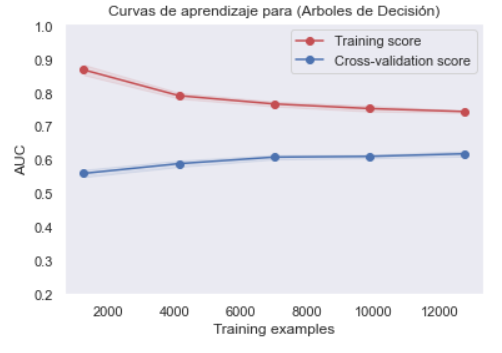 Curvas de aprendizaje para (Arboles de Decisión)
1.0
0.9
0.8
0.7
0.6
0.5
0.4
0.3
0.2
AUC
Training score
Cross-validation score
2000 4000 6000 8000 10000 12000
Training examples